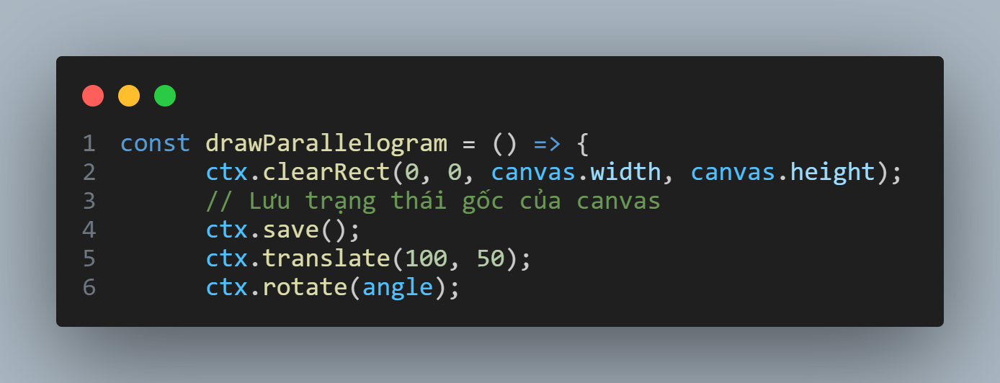 1 const drawParallelogram = () => {
2 ctx.clearRect(0, 0, canvas.width, canvas.height);
3 // Lưu trạng thái gốc của canvas
4 ctx.save();
5 ctx.translate(100, 50);
6 ctx.rotate(angle);